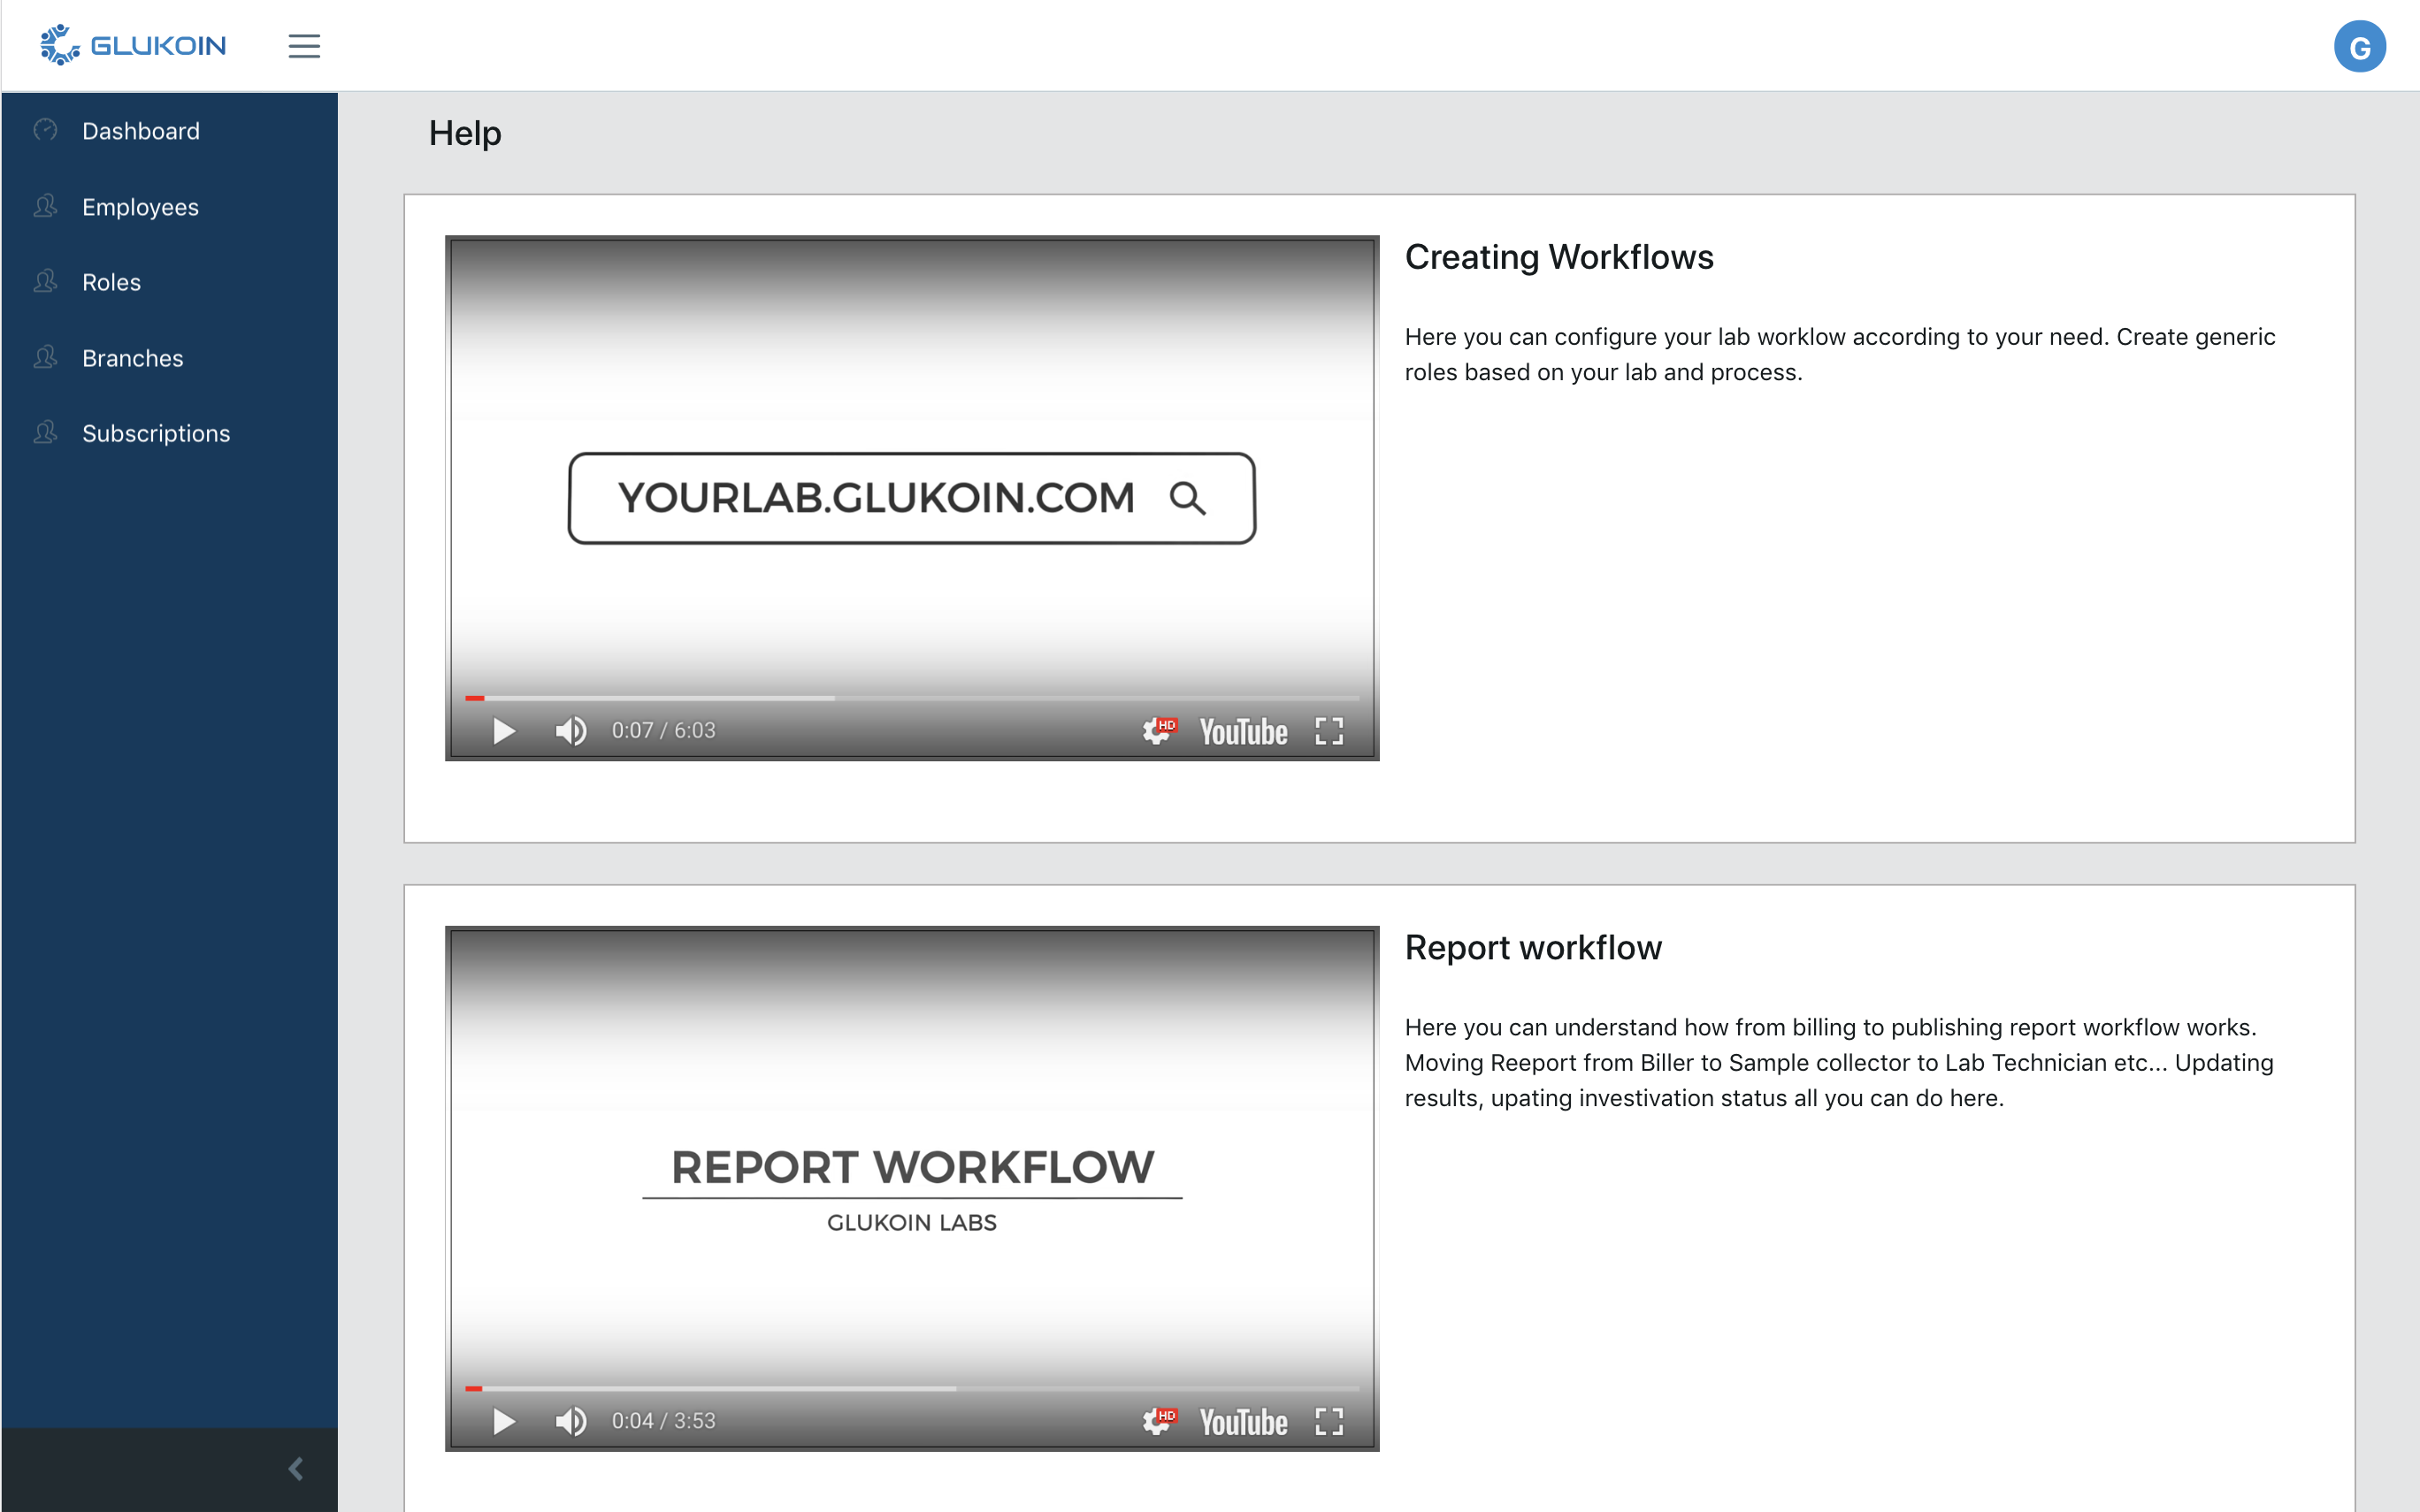 GLUKOIN
G
Dashboard
Employees
Roles
Branches
Subscriptions
Help
YOURLAB.GLUKOIN.COM
0:07 / 6:03
HD
YouTube
Creating Workflows
Here you can configure your lab worklow according to your need. Create generic
roles based on your lab and process.
REPORT WORKFLOW
GLUKOIN LABS
0:04 / 3:53
HD
YouTube
Report workflow
Here you can understand how from billing to publishing report workflow works.
Moving Reeport from Biller to Sample collector to Lab Technician etc... Updating
results, upating investivation status all you can do here.